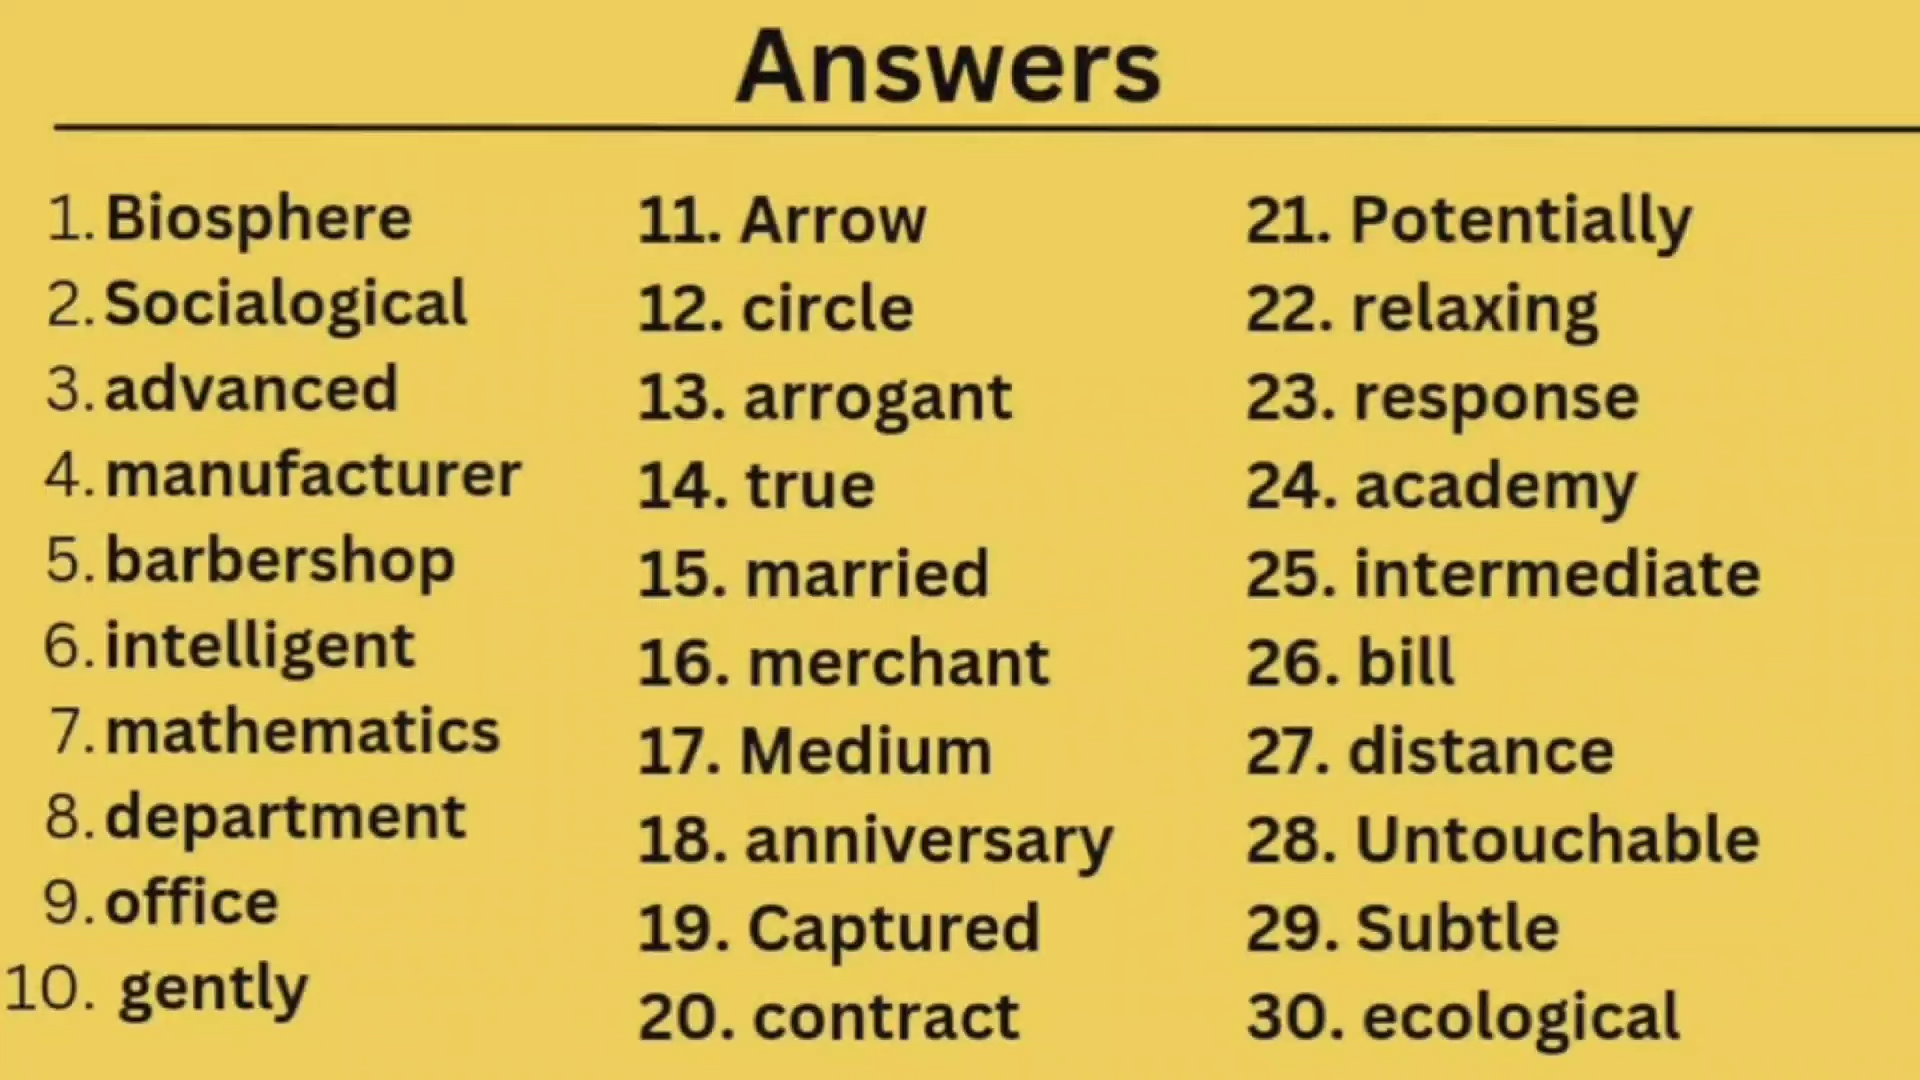 Answers
1. Biosphere
2. Socialogical
3. advanced
4. manufacturer
5. barbershop
6. intelligent
7. mathematics
8. department
9. office
10. gently
11. Arrow
12. circle
13. arrogant
14. true
15. married
16. merchant
17. Medium
18. anniversary
19. Captured
20. contract
21. Potentially
22. relaxing
23. response
24. academy
25. intermediate
26. bill
27. distance
28. Untouchable
29. Subtle
30. ecological